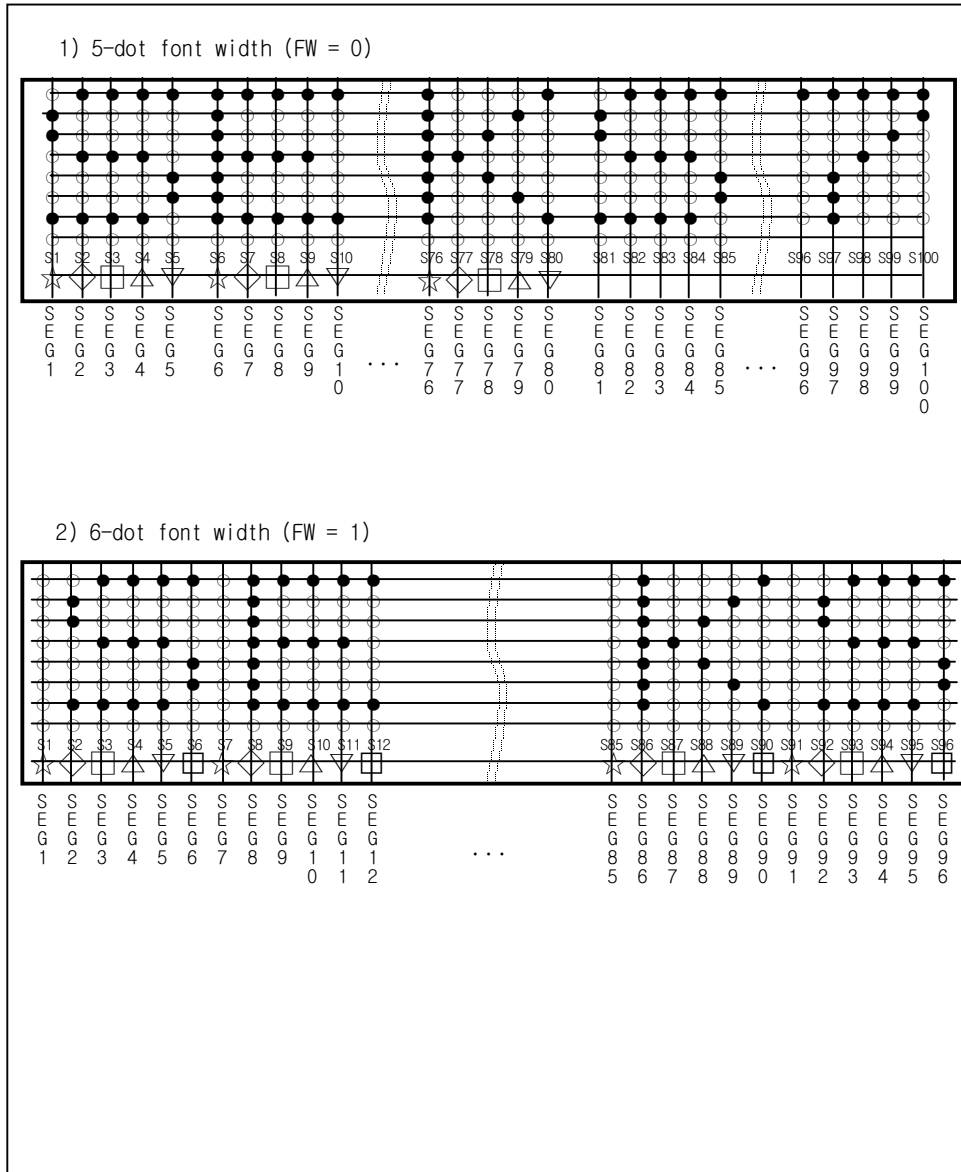 1) 5-dot font width (FW = 0)
S1 S2 S3 S4 S5 S6 S7 S8 S9 S10 S76 S77 S78 S79 S80 S81 S82 S83 S84 S85 S96 S97 S98 S99 S100
SEG1 SEG2 SEG3 SEG4 SEG5 SEG6 SEG7 SEG8 SEG9 SEG10 ... SEG76 SEG77 SEG78 SEG79 SEG80 SEG81 SEG82 SEG83 SEG84 SEG85 ... SEG96 SEG97 SEG98 SEG99 SEG100
2) 6-dot font width (FW = 1)
S1 S2 S3 S4 S5 S6 S7 S8 S9 S10 S11 S12 S85 S86 S87 S88 S89 S90 S91 S92 S93 S94 S95 S96
SEG1 SEG2 SEG3 SEG4 SEG5 SEG6 SEG7 SEG8 SEG9 SEG10 SEG11 SEG12 ... SEG85 SEG86 SEG87 SEG88 SEG89 SEG90 SEG91 SEG92 SEG93 SEG94 SEG95 SEG96